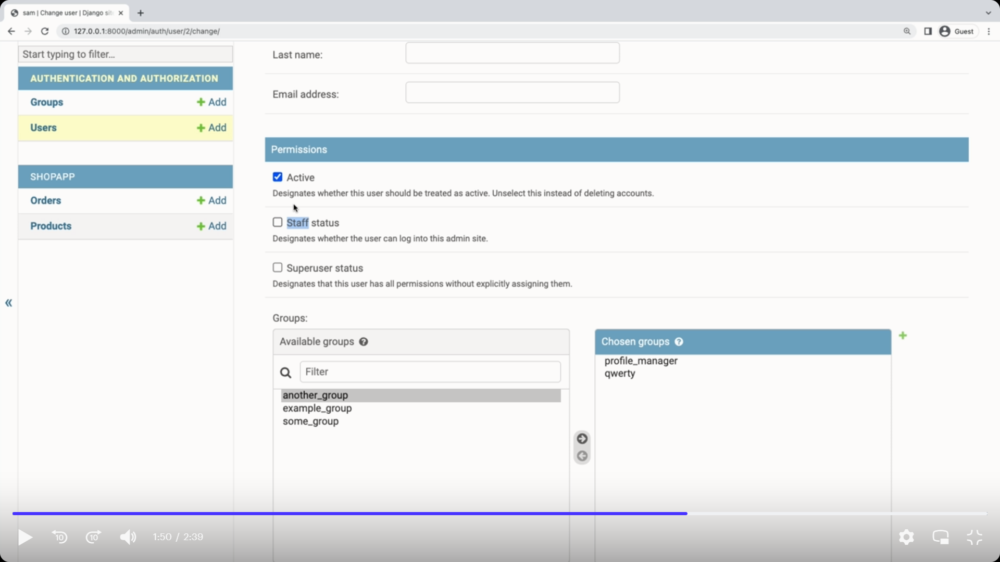 sam | Change user | Django sit
127.0.0.1:8000/admin/auth/user/2/change/
Guest
Start typing to filter...
AUTHENTICATION AND AUTHORIZATION
Groups
Add
Users
Add
SHOPAPP
Orders
Add
Products
Add
«
Last name:
Email address:
Permissions
Active
Designates whether this user should be treated as active. Unselect this instead of deleting accounts.
Staff status
Designates whether the user can log into this admin site.
Superuser status
Designates that this user has all permissions without explicitly assigning them.
Groups:
Available groups
Filter
another_group
example_group
some_group
Chosen groups
profile_manager
qwerty
10
10
1:50 / 2:39